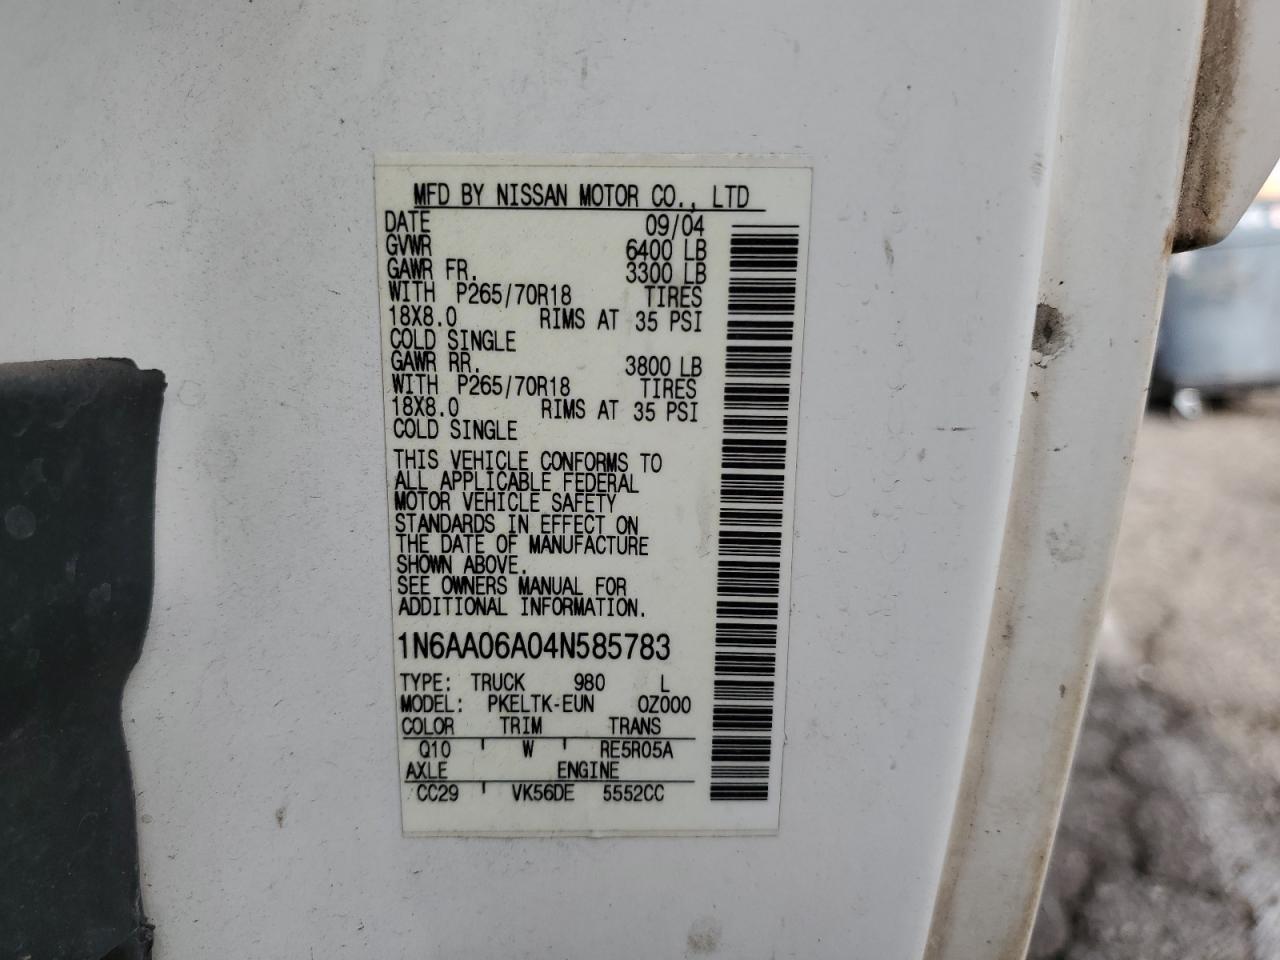 MFD BY NISSAN MOTOR CO., LTD
DATE 09/04
GVWR 6400 LB
GAWR FR. 3300 LB
WITH P265/70R18 TIRES
18X8.0 RIMS AT 35 PSI
COLD SINGLE
GAWR RR. 3800 LB
WITH P265/70R18 TIRES
18X8.0 RIMS AT 35 PSI
COLD SINGLE
THIS VEHICLE CONFORMS TO
ALL APPLICABLE FEDERAL
MOTOR VEHICLE SAFETY
STANDARDS IN EFFECT ON
THE DATE OF MANUFACTURE
SHOWN ABOVE.
SEE OWNERS MANUAL FOR
ADDITIONAL INFORMATION.
1N6AA06A04N585783
TYPE: TRUCK 980 L
MODEL: PKELTK-EUN OZ000
COLOR TRIM TRANS
Q10 ' W ' RE5R05A
AXLE ENGINE
CC29 ' VK56DE 5552CC